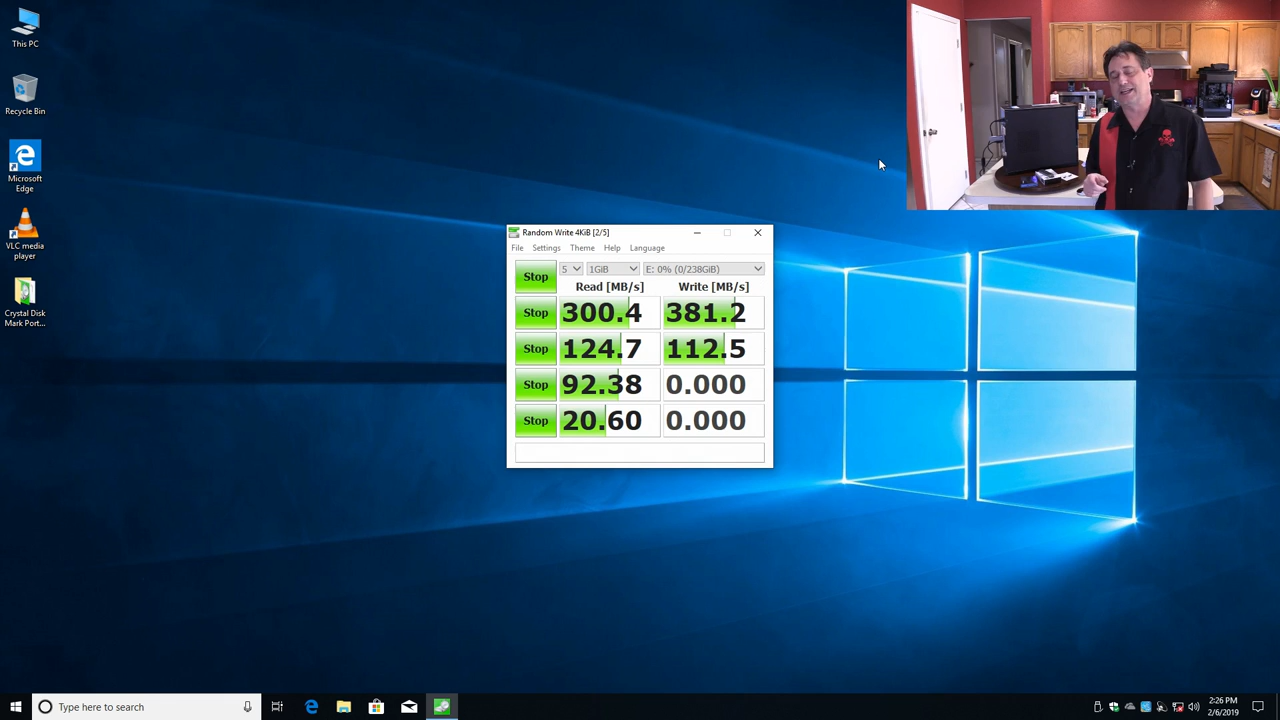 This PC
Recycle Bin
Microsoft
Edge
VLC media
player
Crystal Disk
Mark Port...
Random Write 4KiB [2/5]
File Settings Theme Help Language
Stop 5 1GiB E: 0% (0/238GiB)
Read [MB/s] Write [MB/s]
Stop 300.4 381.2
Stop 124.7 112.5
Stop 92.38 0.000
Stop 20.60 0.000
Type here to search
2:26 PM
2/6/2019